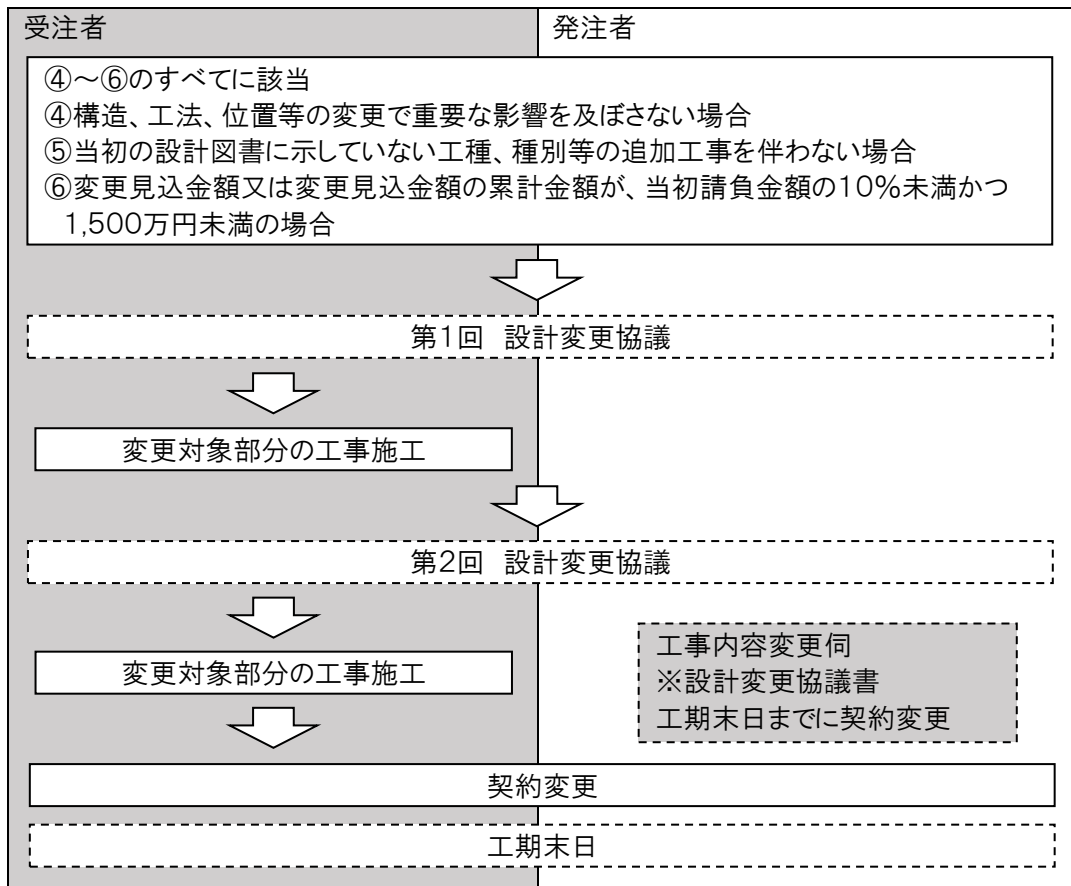 受注者
発注者
④～⑥のすべてに該当
④構造、工法、位置等の変更で重要な影響を及ぼさない場合
⑤当初の設計図書に示していない工種、種別等の追加工事を伴わない場合
⑥変更見込金額又は変更見込金額の累計金額が、当初請負金額の10％未満かつ
1,500万円未満の場合
第1回　設計変更協議
変更対象部分の工事施工
第2回　設計変更協議
変更対象部分の工事施工
工事内容変更伺
※設計変更協議書
工期末日までに契約変更
契約変更
工期末日